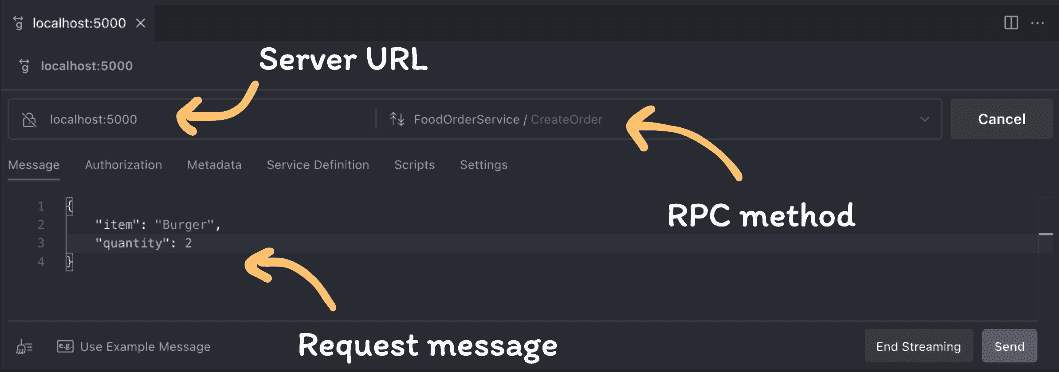 localhost:5000
Server URL
localhost:5000
localhost:5000
FoodOrderService / CreateOrder
Cancel
Message Authorization Metadata Service Definition Scripts Settings
RPC method
1 {
2 "item": "Burger",
3 "quantity": 2
4 }
Request message
e.g. Use Example Message
End Streaming
Send